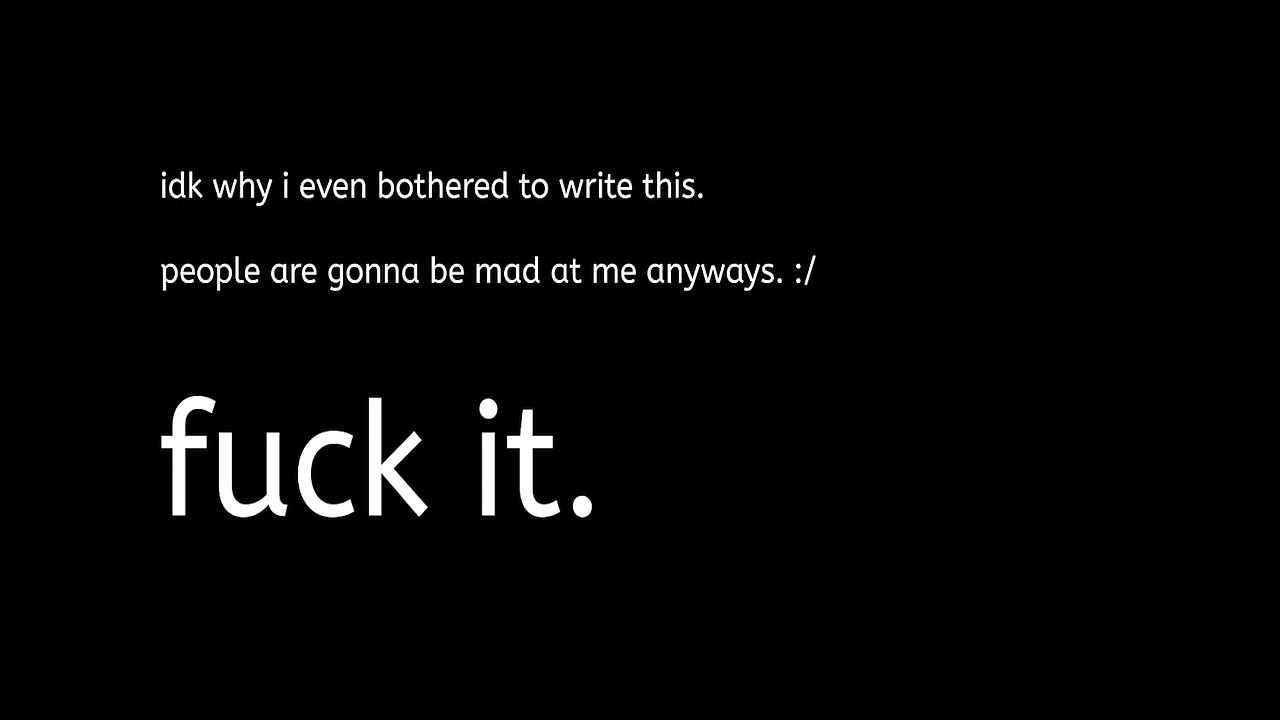 idk why i even bothered to write this.
people are gonna be mad at me anyways. :/
fuck it.